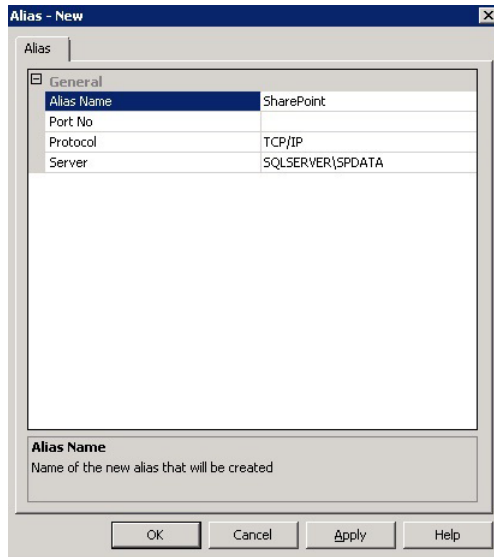 Alias - New
Alias
General
Alias Name SharePoint
Port No
Protocol TCP/IP
Server SQLSERVER\SPDATA
Alias Name
Name of the new alias that will be created
OK Cancel Apply Help